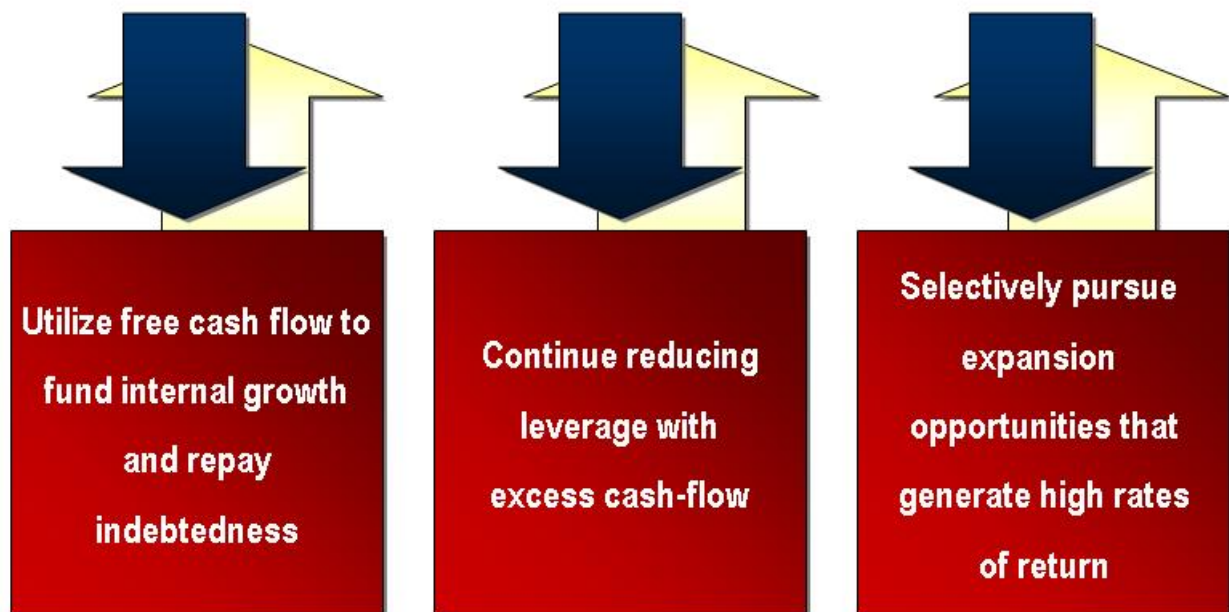 Utilize free cash flow to
fund internal growth
and repay
indebtedness
Continue reducing
leverage with
excess cash-flow
Selectively pursue
expansion
opportunities that
generate high rates
of return